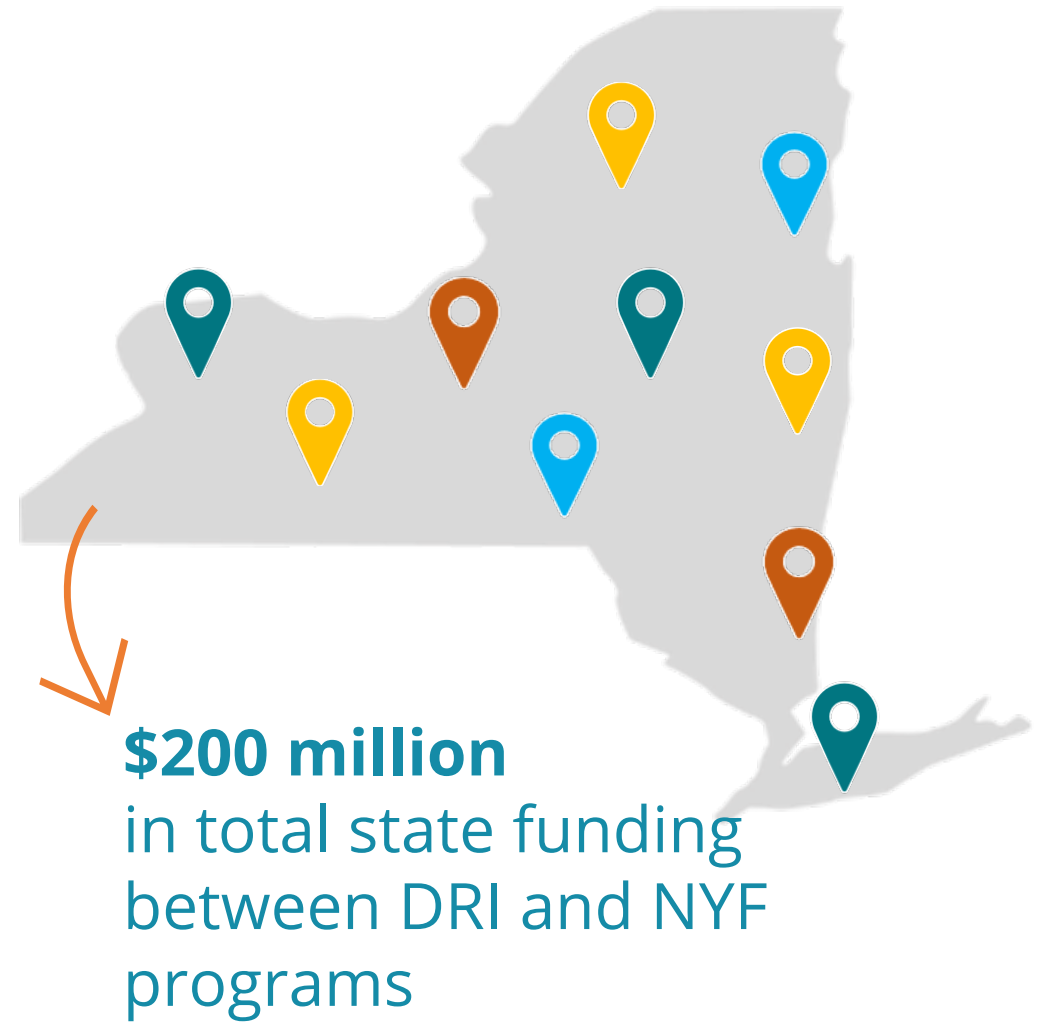 $200 million
in total state funding
between DRI and NYF
programs